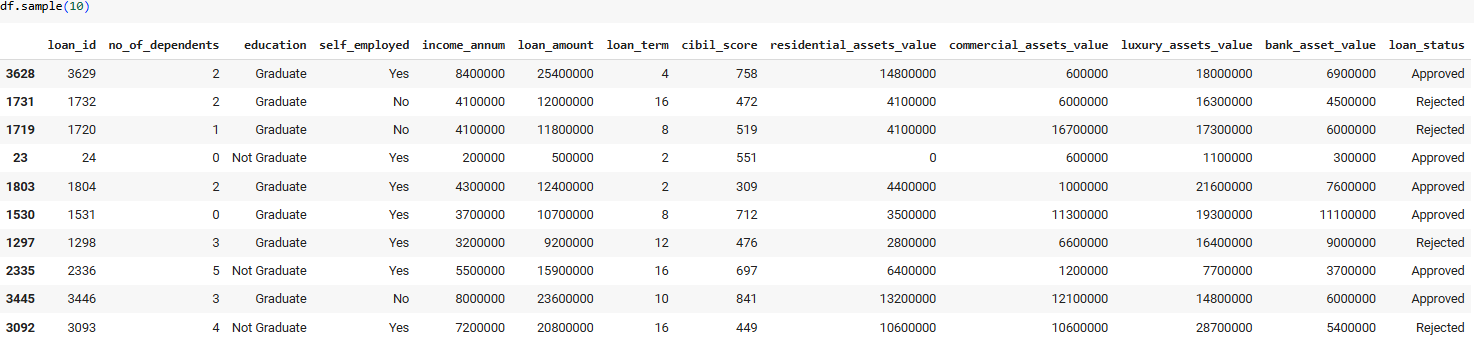 df.sample(10)
loan_id no_of_dependents education self_employed income_annum loan_amount loan_term cibil_score residential_assets_value commercial_assets_value luxury_assets_value bank_asset_value loan_status
3628 3629 2 Graduate Yes 8400000 25400000 4 758 14800000 600000 18000000 6900000 Approved
1731 1732 2 Graduate No 4100000 12000000 16 472 4100000 6000000 16300000 4500000 Rejected
1719 1720 1 Graduate No 4100000 11800000 8 519 4100000 16700000 17300000 6000000 Rejected
23 24 0 Not Graduate Yes 200000 500000 2 551 0 600000 1100000 300000 Approved
1803 1804 2 Graduate Yes 4300000 12400000 2 309 4400000 1000000 21600000 7600000 Approved
1530 1531 0 Graduate Yes 3700000 10700000 8 712 3500000 11300000 19300000 11100000 Approved
1297 1298 3 Graduate Yes 3200000 9200000 12 476 2800000 6600000 16400000 9000000 Rejected
2335 2336 5 Not Graduate Yes 5500000 15900000 16 697 6400000 1200000 7700000 3700000 Approved
3445 3446 3 Graduate No 8000000 23600000 10 841 13200000 12100000 14800000 6000000 Approved
3092 3093 4 Not Graduate Yes 7200000 20800000 16 449 10600000 10600000 28700000 5400000 Rejected